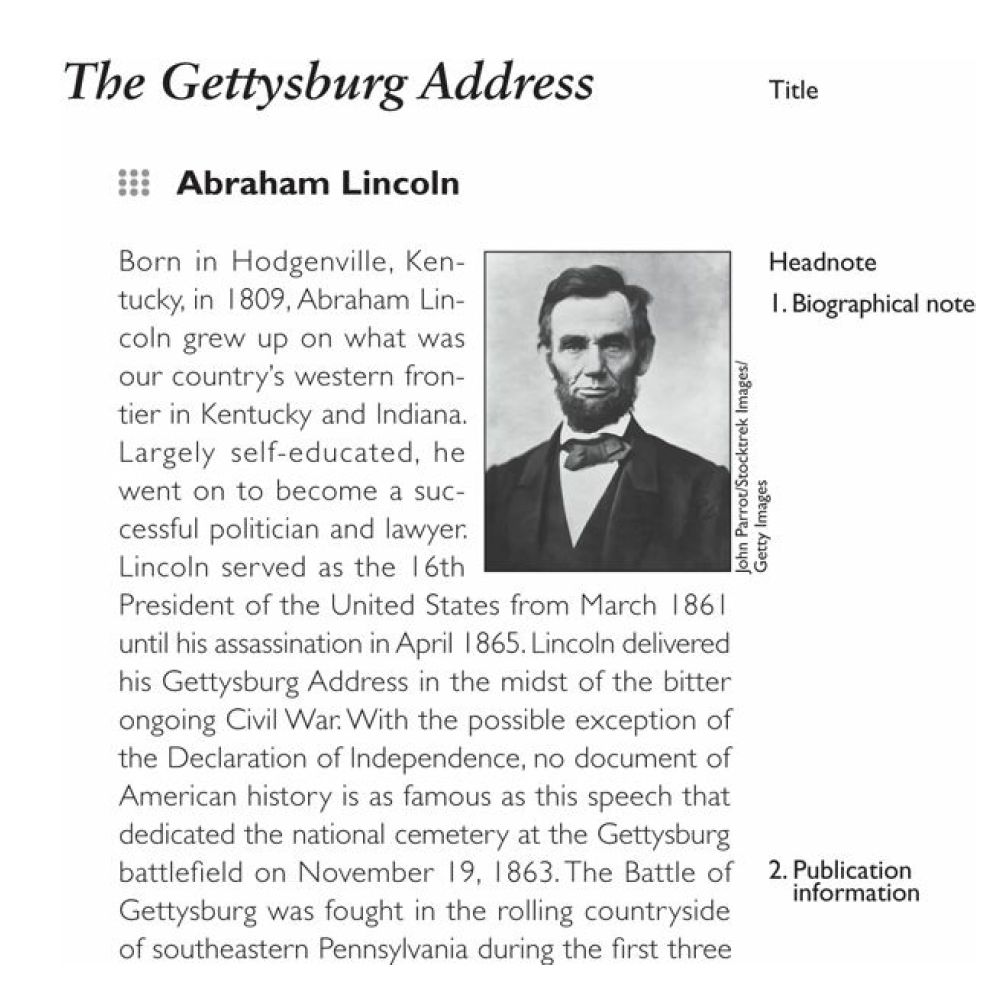 The Gettysburg Address
Title
Abraham Lincoln
Born in Hodgenville, Ken-
tucky, in 1809, Abraham Lin-
coln grew up on what was
our country's western fron-
tier in Kentucky and Indiana.
Largely self-educated, he
went on to become a suc-
cessful politician and lawyer.
Lincoln served as the 16th
President of the United States from March 1861
until his assassination in April 1865. Lincoln delivered
his Gettysburg Address in the midst of the bitter
ongoing Civil War. With the possible exception of
the Declaration of Independence, no document of
American history is as famous as this speech that
dedicated the national cemetery at the Gettysburg
battlefield on November 19, 1863. The Battle of
Gettysburg was fought in the rolling countryside
of southeastern Pennsylvania during the first three
John Parrot/Stocktrek Images/
Getty Images
Headnote
1. Biographical note
2. Publication
information